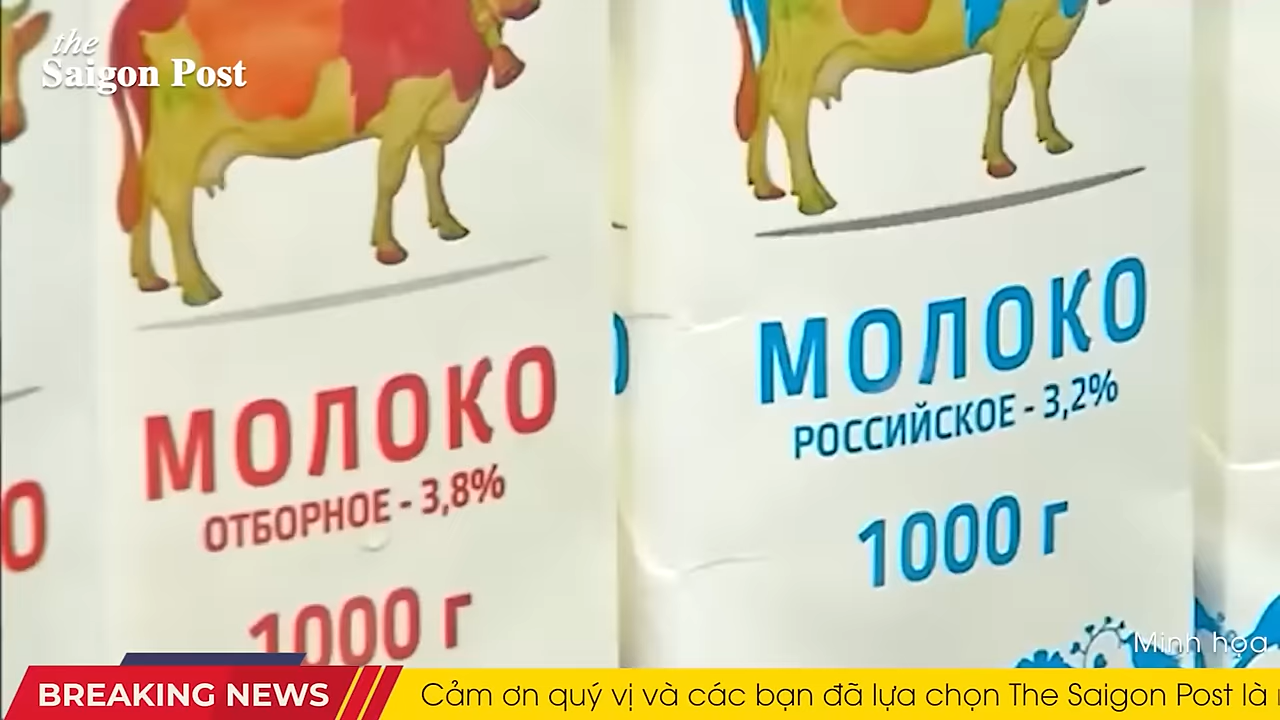 the
Saigon Post
МОЛОКО
ОТБОРНОЕ - 3,8%
1000 г
МОЛОКО
РОССИЙСКОЕ - 3,2%
1000 г
Minh họa
BREAKING NEWS
Cảm ơn quý vị và các bạn đã lựa chọn The Saigon Post là